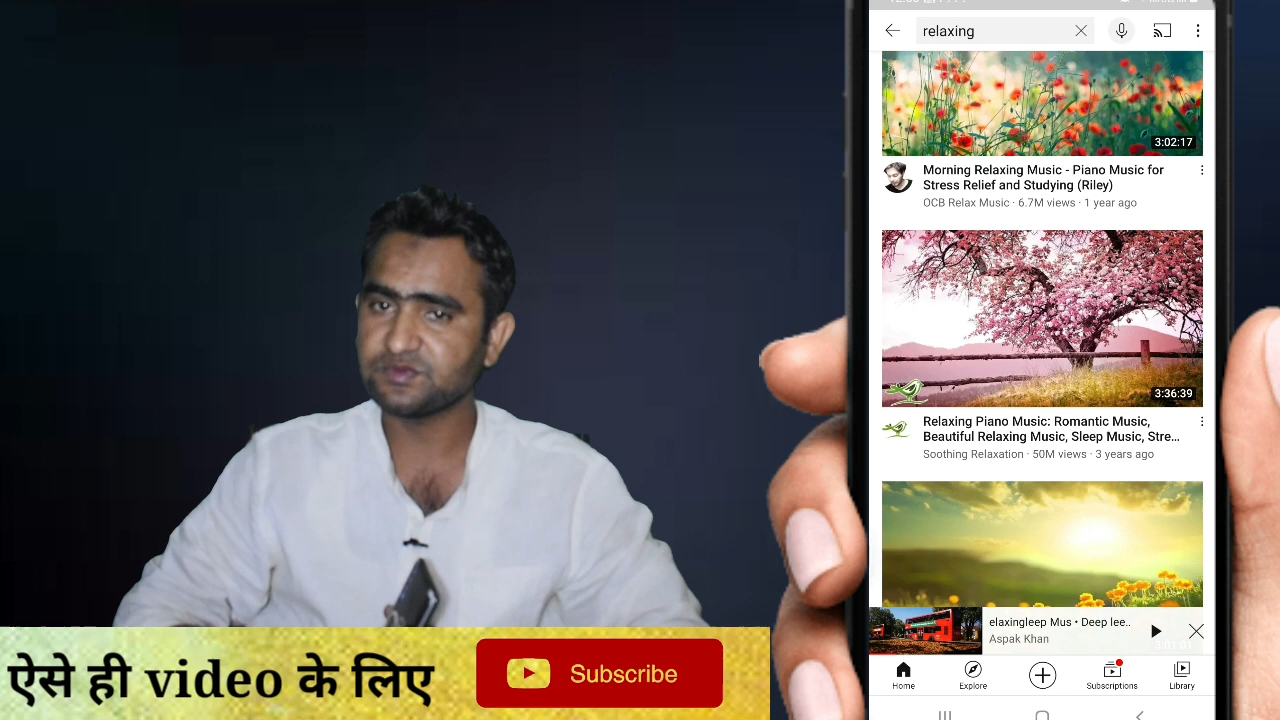 relaxing
3:02:17
Morning Relaxing Music - Piano Music for
Stress Relief and Studying (Riley)
OCB Relax Music · 6.7M views · 1 year ago
3:36:39
Relaxing Piano Music: Romantic Music,
Beautiful Relaxing Music, Sleep Music, Stre...
Soothing Relaxation · 50M views · 3 years ago
elaxingleep Mus • Deep lee..
Aspak Khan
3:01:01
Home
Explore
Subscriptions
Library
ऐसे ही video के लिए
Subscribe